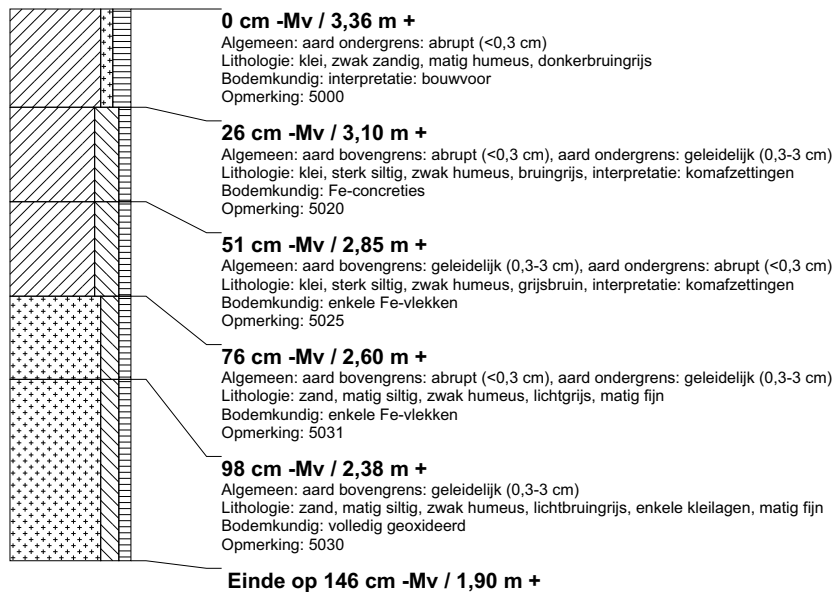 0 cm -Mv / 3,36 m +
Algemeen: aard ondergrens: abrupt (<0,3 cm)
Lithologie: klei, zwak zandig, matig humeus, donkerbruingrijs
Bodemkundig: interpretatie: bouwvoor
Opmerking: 5000
26 cm -Mv / 3,10 m +
Algemeen: aard bovengrens: abrupt (<0,3 cm), aard ondergrens: geleidelijk (0,3-3 cm)
Lithologie: klei, sterk siltig, zwak humeus, bruingrijs, interpretatie: komafzettingen
Bodemkundig: Fe-concreties
Opmerking: 5020
51 cm -Mv / 2,85 m +
Algemeen: aard bovengrens: geleidelijk (0,3-3 cm), aard ondergrens: abrupt (<0,3 cm)
Lithologie: klei, sterk siltig, zwak humeus, grijsbruin, interpretatie: komafzettingen
Bodemkundig: enkele Fe-vlekken
Opmerking: 5025
76 cm -Mv / 2,60 m +
Algemeen: aard bovengrens: abrupt (<0,3 cm), aard ondergrens: geleidelijk (0,3-3 cm)
Lithologie: zand, matig siltig, zwak humeus, lichtgrijs, matig fijn
Bodemkundig: enkele Fe-vlekken
Opmerking: 5031
98 cm -Mv / 2,38 m +
Algemeen: aard bovengrens: geleidelijk (0,3-3 cm)
Lithologie: zand, matig siltig, zwak humeus, lichtbruingrijs, enkele kleilagen, matig fijn
Bodemkundig: volledig geoxideerd
Opmerking: 5030
Einde op 146 cm -Mv / 1,90 m +